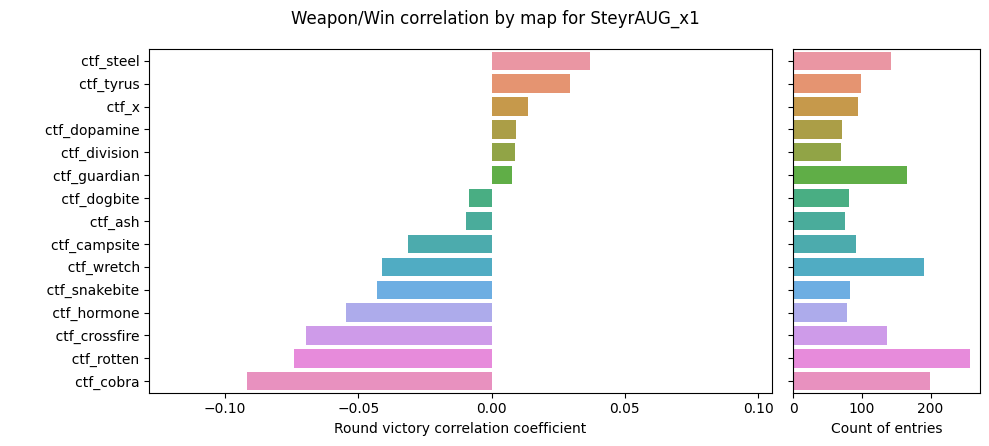 Weapon/Win correlation by map for SteyrAUG_x1
ctf_steel
ctf_tyrus
ctf_x
ctf_dopamine
ctf_division
ctf_guardian
ctf_dogbite
ctf_ash
ctf_campsite
ctf_wretch
ctf_snakebite
ctf_hormone
ctf_crossfire
ctf_rotten
ctf_cobra
−0.10 −0.05 0.00 0.05 0.10
Round victory correlation coefficient
0 100 200
Count of entries